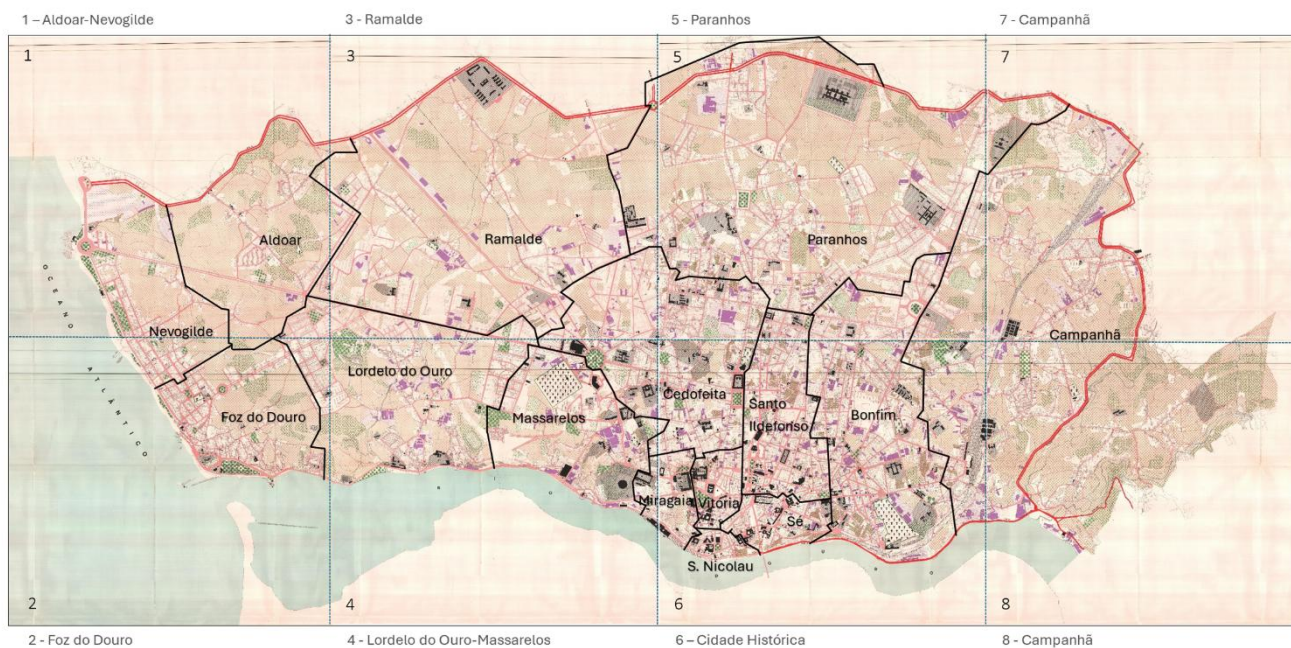 1 – Aldoar-Nevogilde
3 - Ramalde
5 - Paranhos
7 - Campanhã
1
3
5
7
Aldoar
Ramalde
Paranhos
OCEANO ATLÂNTICO
Nevogilde
Campanhã
Lordelo do Ouro
Foz do Douro
Massarelos
Cedofeita
Santo
Ildefonso
Bonfim
Miragaia
Vitória
Sé
S. Nicolau
2
4
6
8
2 - Foz do Douro
4 - Lordelo do Ouro-Massarelos
6 – Cidade Histórica
8 - Campanhã